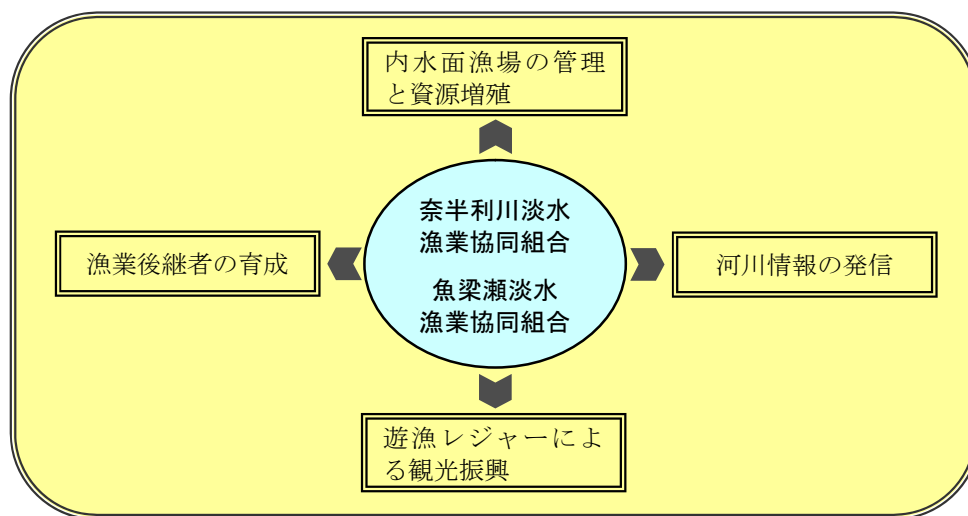 内水面漁場の管理
と資源増殖
奈半利川淡水
漁業協同組合
魚梁瀬淡水
漁業協同組合
漁業後継者の育成
河川情報の発信
遊漁レジャーによ
る観光振興